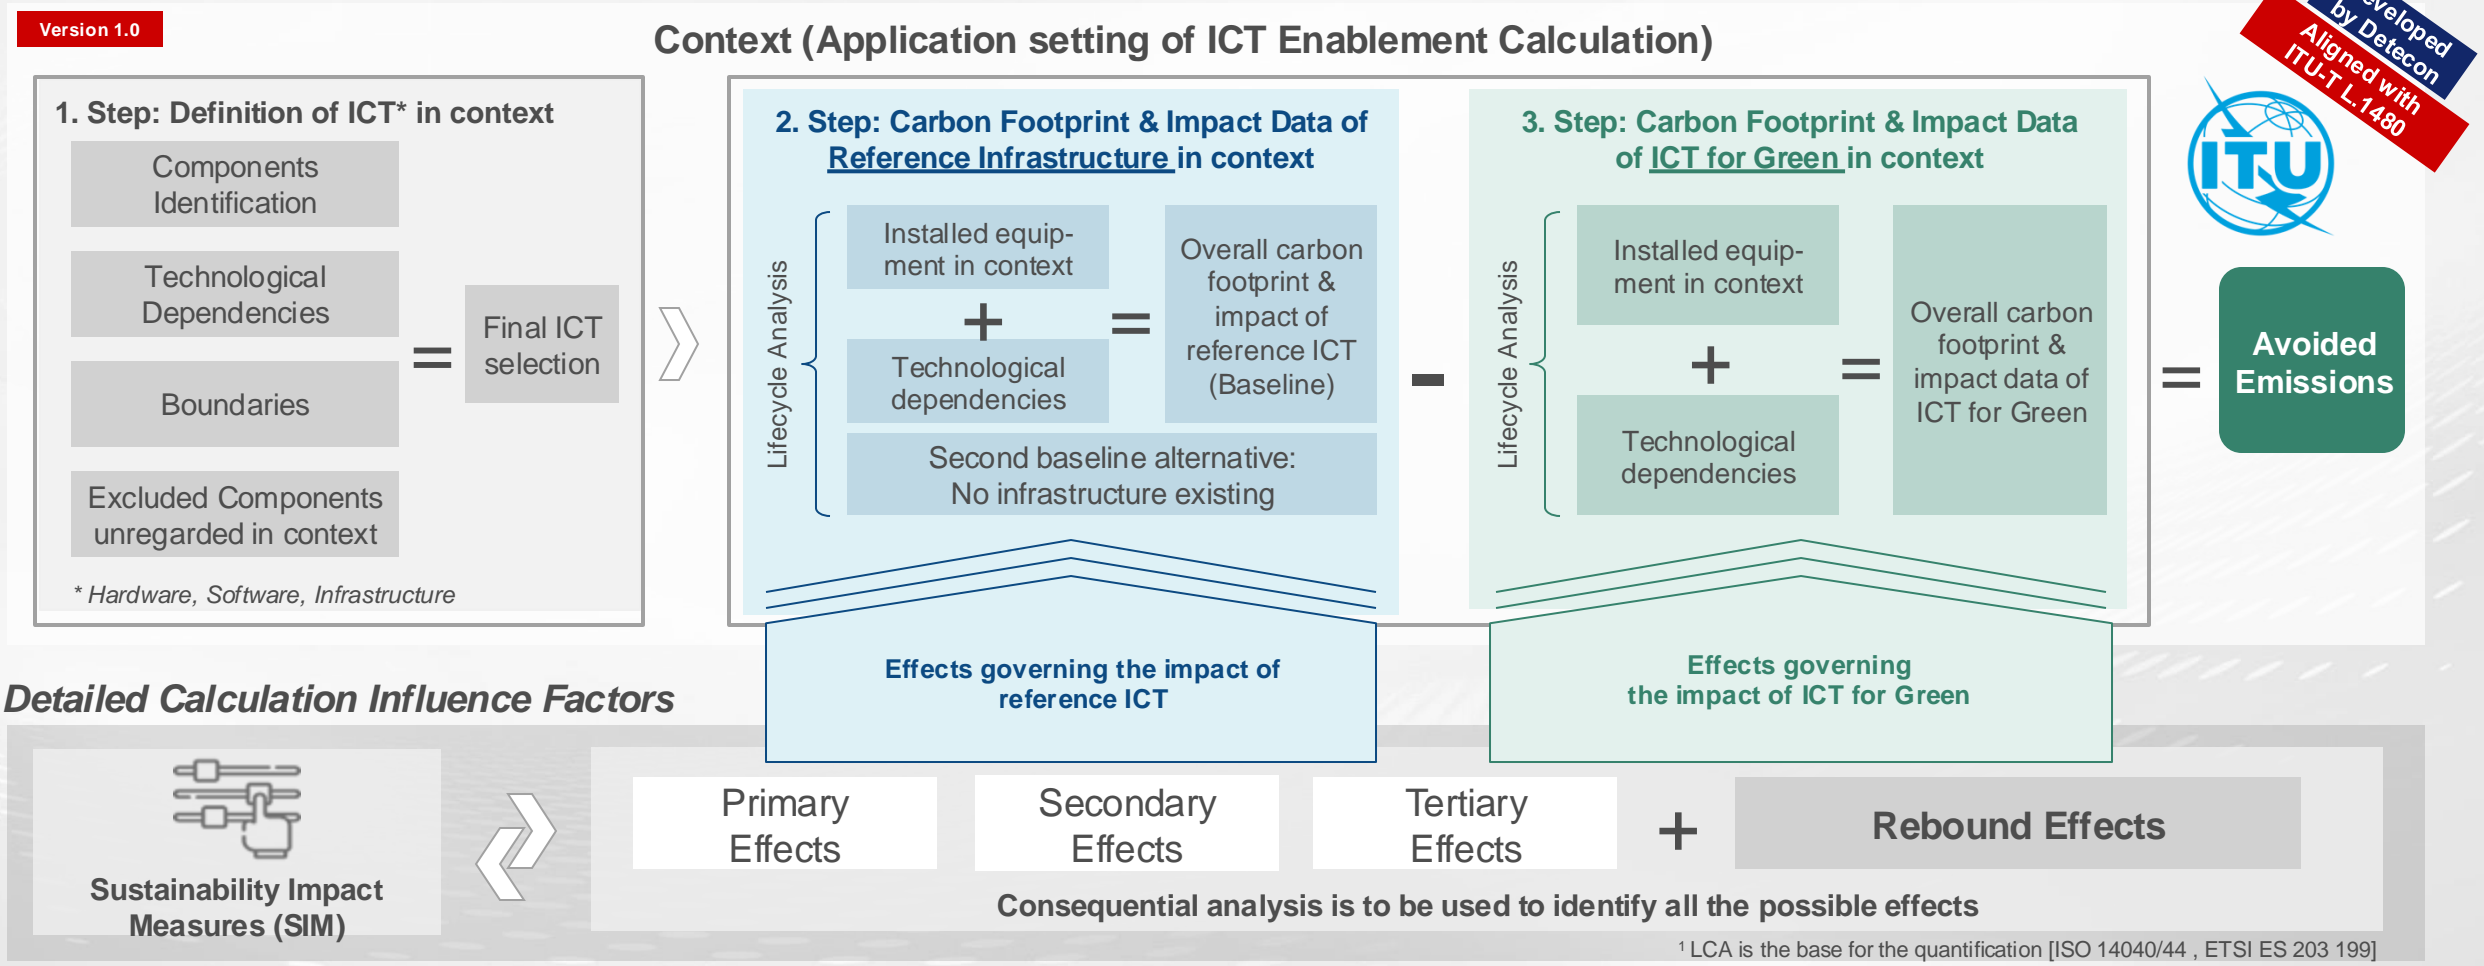 Version 1.0
Context (Application setting of ICT Enablement Calculation)
by Detecon
Aligned with
ITU-T L.1480
ITU
1. Step: Definition of ICT* in context
Components
Identification
Technological
Dependencies
Boundaries
Excluded Components
unregarded in context
* Hardware, Software, Infrastructure
=
Final ICT
selection
2. Step: Carbon Footprint & Impact Data of
Reference Infrastructure in context
Lifecycle Analysis
Installed equip-
ment in context
+
Technological
dependencies
=
Overall carbon
footprint &
impact of
reference ICT
(Baseline)
Second baseline alternative:
No infrastructure existing
-
3. Step: Carbon Footprint & Impact Data
of ICT for Green in context
Lifecycle Analysis
Installed equip-
ment in context
+
Technological
dependencies
=
Overall carbon
footprint &
impact data of
ICT for Green
=
Avoided
Emissions
Effects governing the impact of
reference ICT
Effects governing
the impact of ICT for Green
Detailed Calculation Influence Factors
Sustainability Impact
Measures (SIM)
Primary
Effects
Secondary
Effects
Tertiary
Effects
+
Rebound Effects
Consequential analysis is to be used to identify all the possible effects
¹ LCA is the base for the quantification [ISO 14040/44 , ETSI ES 203 199]